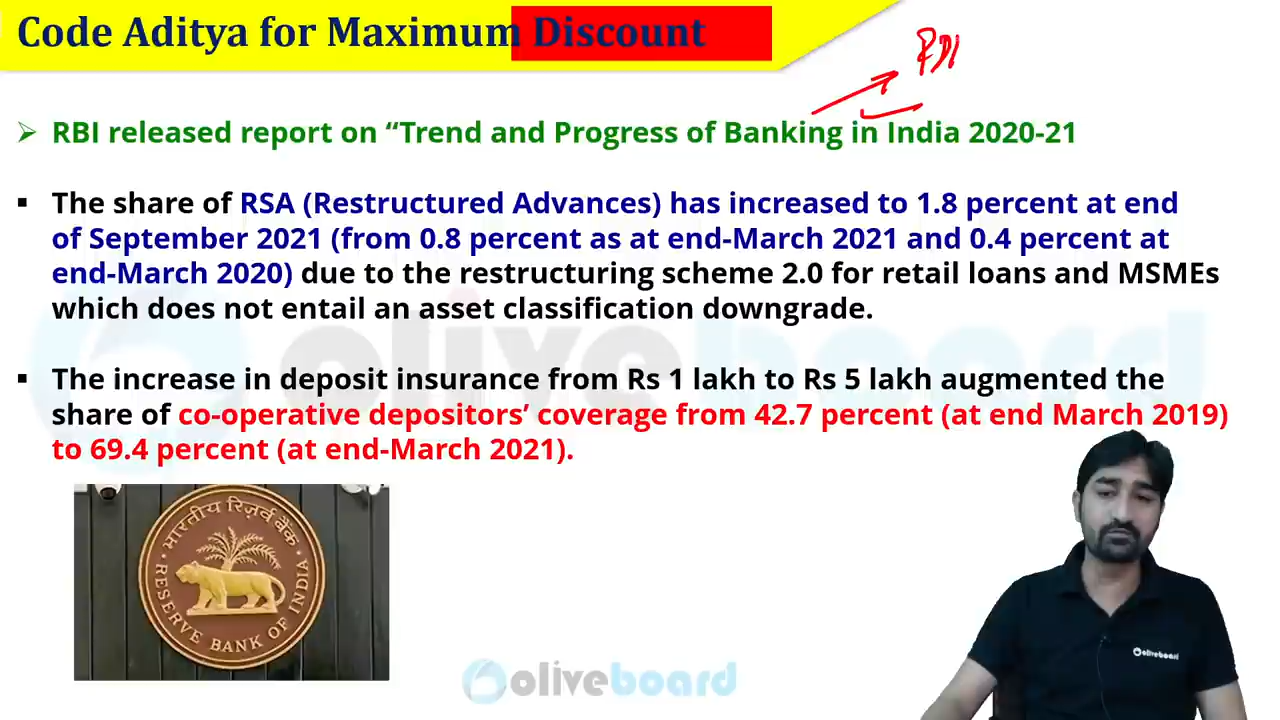 Code Aditya for Maximum Discount
RBI
➢ RBI released report on “Trend and Progress of Banking in India 2020-21
▪ The share of RSA (Restructured Advances) has increased to 1.8 percent at end
of September 2021 (from 0.8 percent as at end-March 2021 and 0.4 percent at
end-March 2020) due to the restructuring scheme 2.0 for retail loans and MSMEs
which does not entail an asset classification downgrade.
▪ The increase in deposit insurance from Rs 1 lakh to Rs 5 lakh augmented the
share of co-operative depositors’ coverage from 42.7 percent (at end March 2019)
to 69.4 percent (at end-March 2021).
भारतीय रिज़र्व बैंक
RESERVE BANK OF INDIA
oliveboard
oliveboard
oliveboard